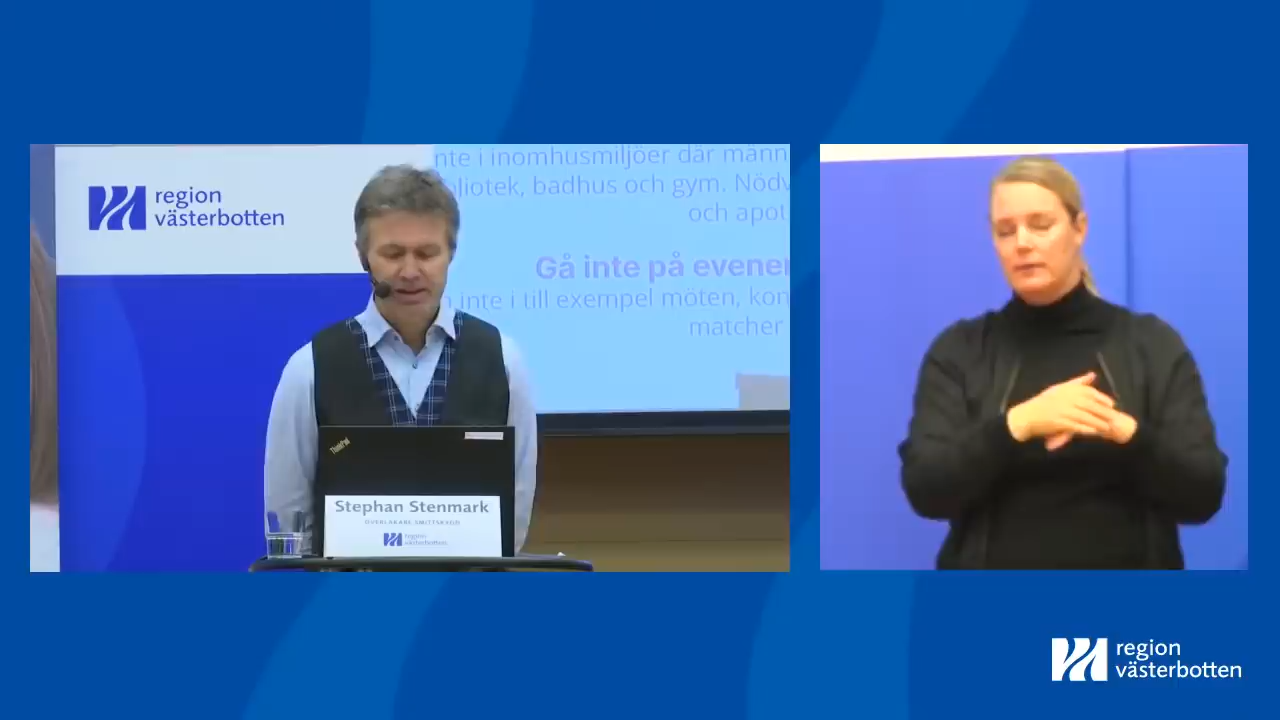 nte i inomhusmiljöer där männ
bliotek, badhus och gym. Nödv
och apot
Gå inte på evenem
n inte i till exempel möten, kon
matcher
region
västerbotten
ThinkPad
Stephan Stenmark
ÖVERLÄKARE SMITTSKYDD
region
västerbotten
region
västerbotten